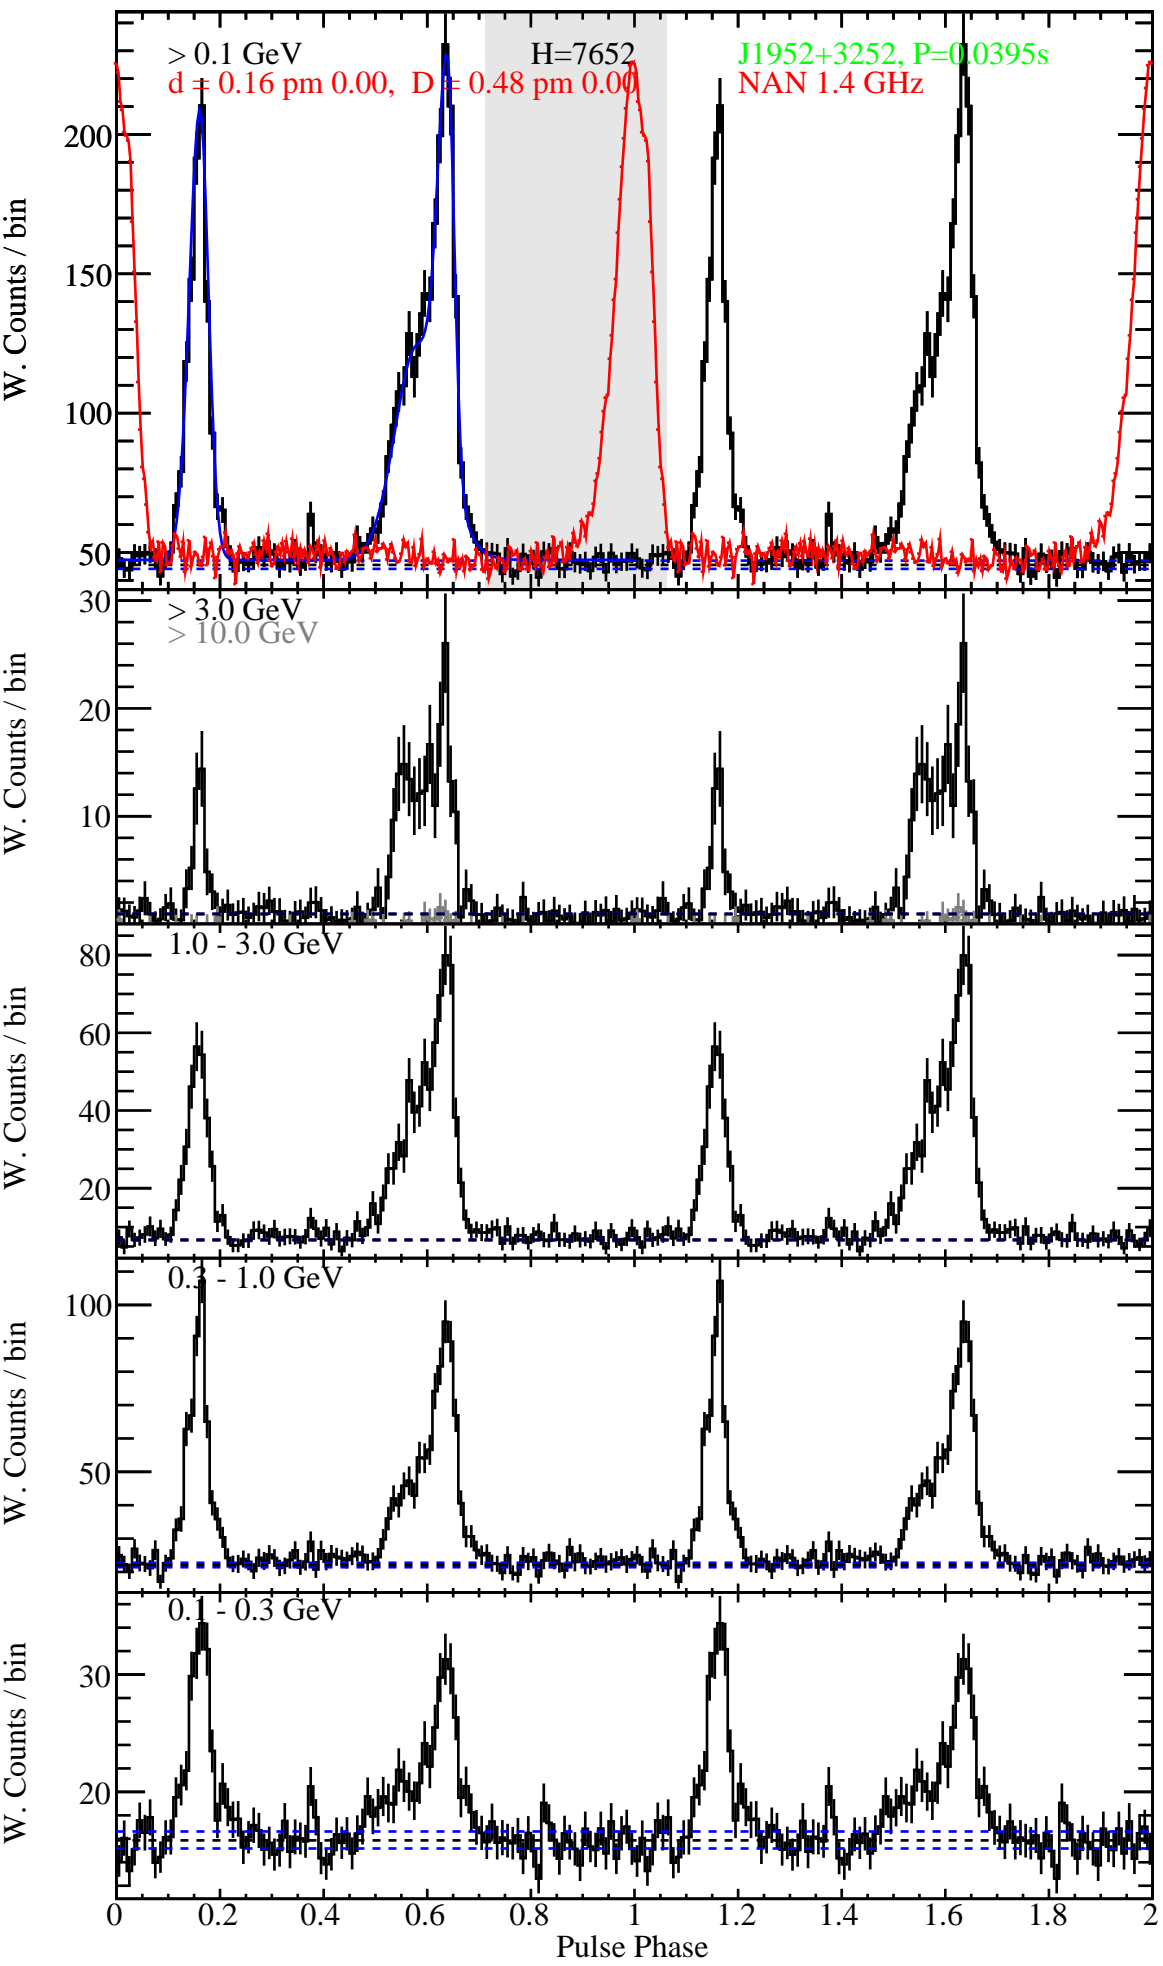 > 0.1 GeV H=7652 J1952+3252, P=0.0395s
d = 0.16 pm 0.00, D = 0.48 pm 0.00 NAN 1.4 GHz
200
150
100
50
W. Counts / bin
> 3.0 GeV
> 10.0 GeV
30
20
10
W. Counts / bin
1.0 - 3.0 GeV
80
60
40
20
W. Counts / bin
0.3 - 1.0 GeV
100
50
W. Counts / bin
0.1 - 0.3 GeV
30
20
W. Counts / bin
0 0.2 0.4 0.6 0.8 1 1.2 1.4 1.6 1.8 2
Pulse Phase